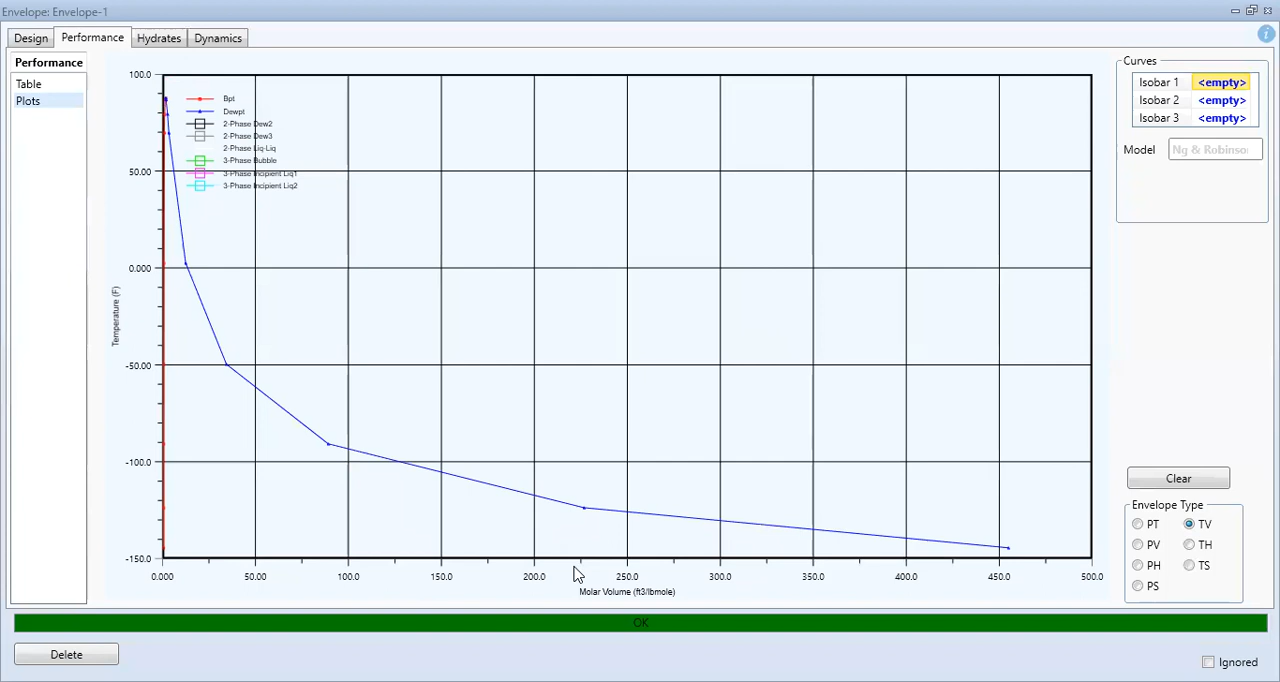 Envelope: Envelope-1
Design
Performance
Hydrates
Dynamics
Performance
Table
Plots
100.0
50.00
0.000
-50.00
-100.0
-150.0
Temperature (F)
Bpt
Dewpt
2-Phase Dew2
2-Phase Dew3
2-Phase Liq-Liq
3-Phase Bubble
3-Phase Incipient Liq1
3-Phase Incipient Liq2
0.000 50.00 100.0 150.0 200.0 250.0 300.0 350.0 400.0 450.0 500.0
Molar Volume (ft3/lbmole)
Curves
Isobar 1 <empty>
Isobar 2 <empty>
Isobar 3 <empty>
Model Ng & Robinso
Clear
Envelope Type
PT TV
PV TH
PH TS
PS
OK
Delete
Ignored